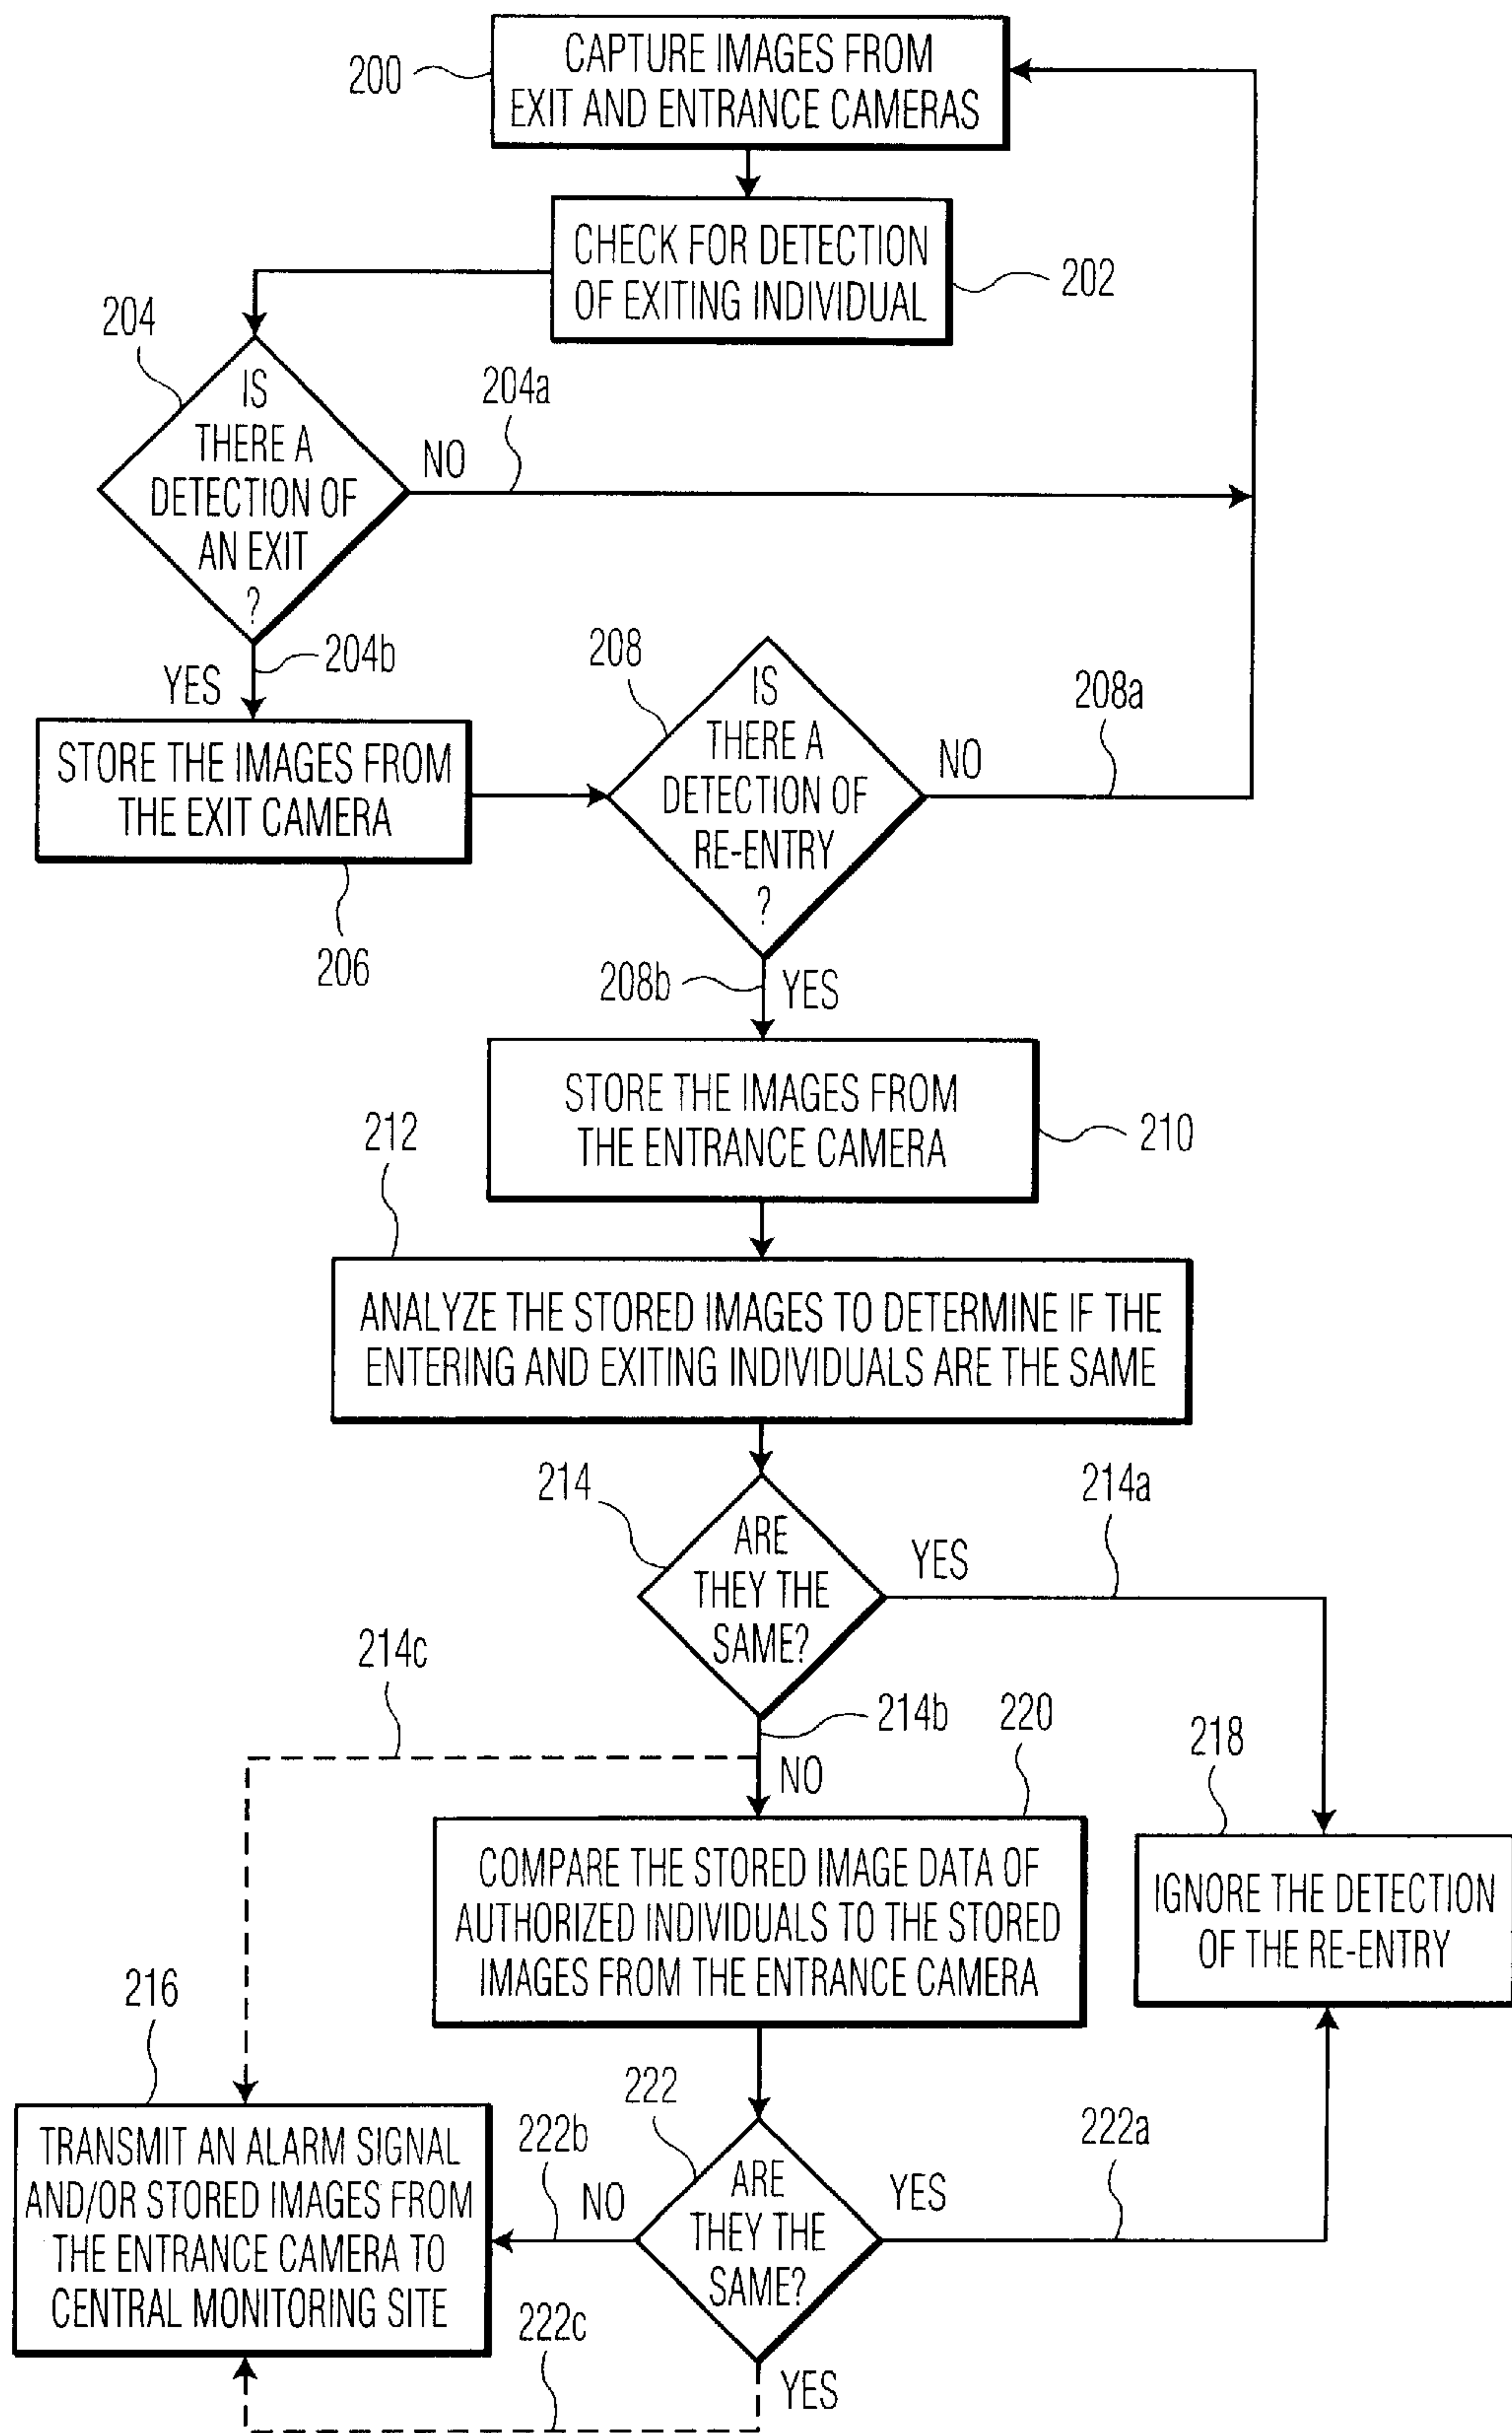 200
CAPTURE IMAGES FROM
EXIT AND ENTRANCE CAMERAS
CHECK FOR DETECTION
OF EXITING INDIVIDUAL
202
204
IS
THERE A
DETECTION OF
AN EXIT
?
204a
NO
204b
YES
STORE THE IMAGES FROM
THE EXIT CAMERA
206
208
IS
THERE A
DETECTION OF
RE-ENTRY
?
208a
NO
208b
YES
STORE THE IMAGES FROM
THE ENTRANCE CAMERA
210
212
ANALYZE THE STORED IMAGES TO DETERMINE IF THE
ENTERING AND EXITING INDIVIDUALS ARE THE SAME
214
ARE
THEY THE
SAME?
214a
YES
214c
214b
NO
220
218
COMPARE THE STORED IMAGE DATA OF
AUTHORIZED INDIVIDUALS TO THE STORED
IMAGES FROM THE ENTRANCE CAMERA
IGNORE THE DETECTION
OF THE RE-ENTRY
216
TRANSMIT AN ALARM SIGNAL
AND/OR STORED IMAGES FROM
THE ENTRANCE CAMERA TO
CENTRAL MONITORING SITE
222
ARE
THEY THE
SAME?
222b
NO
222a
YES
222c
YES